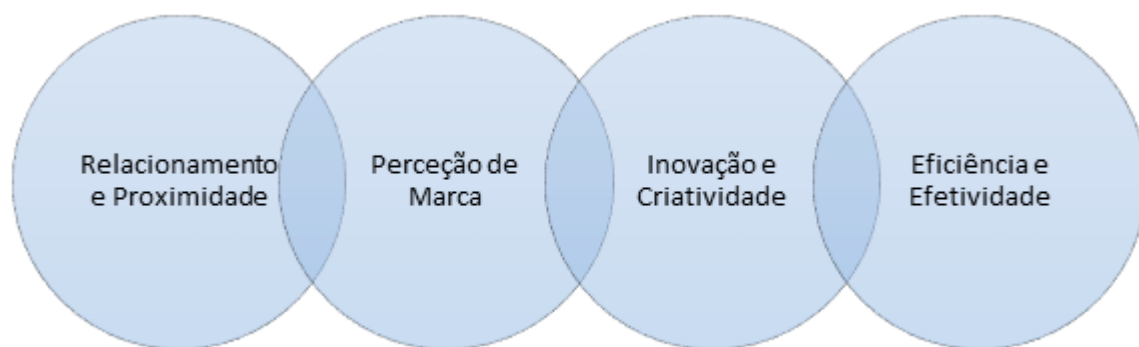 Relacionamento
e Proximidade
Perceção de
Marca
Inovação e
Criatividade
Eficiência e
Efetividade